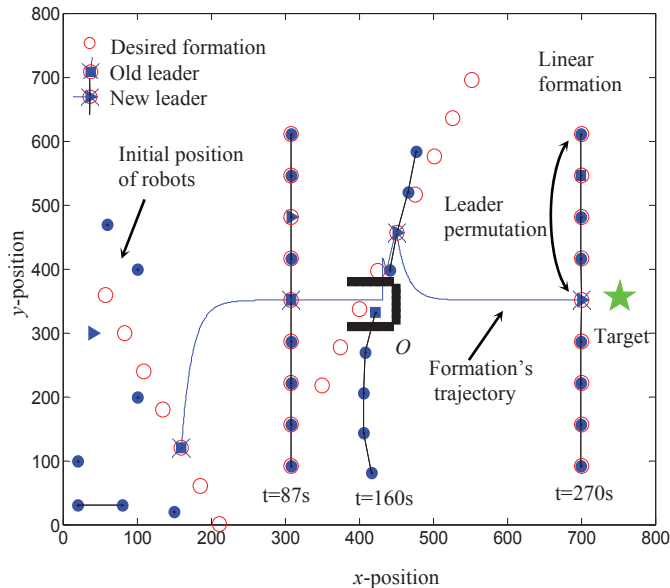 Desired formation
Old leader
New leader
Linear
formation
Initial position
of robots
Leader
permutation
O
Target
Formation's
trajectory
t=87s
t=160s
t=270s
y-position
800
700
600
500
400
300
200
100
0
0 100 200 300 400 500 600 700 800
x-position